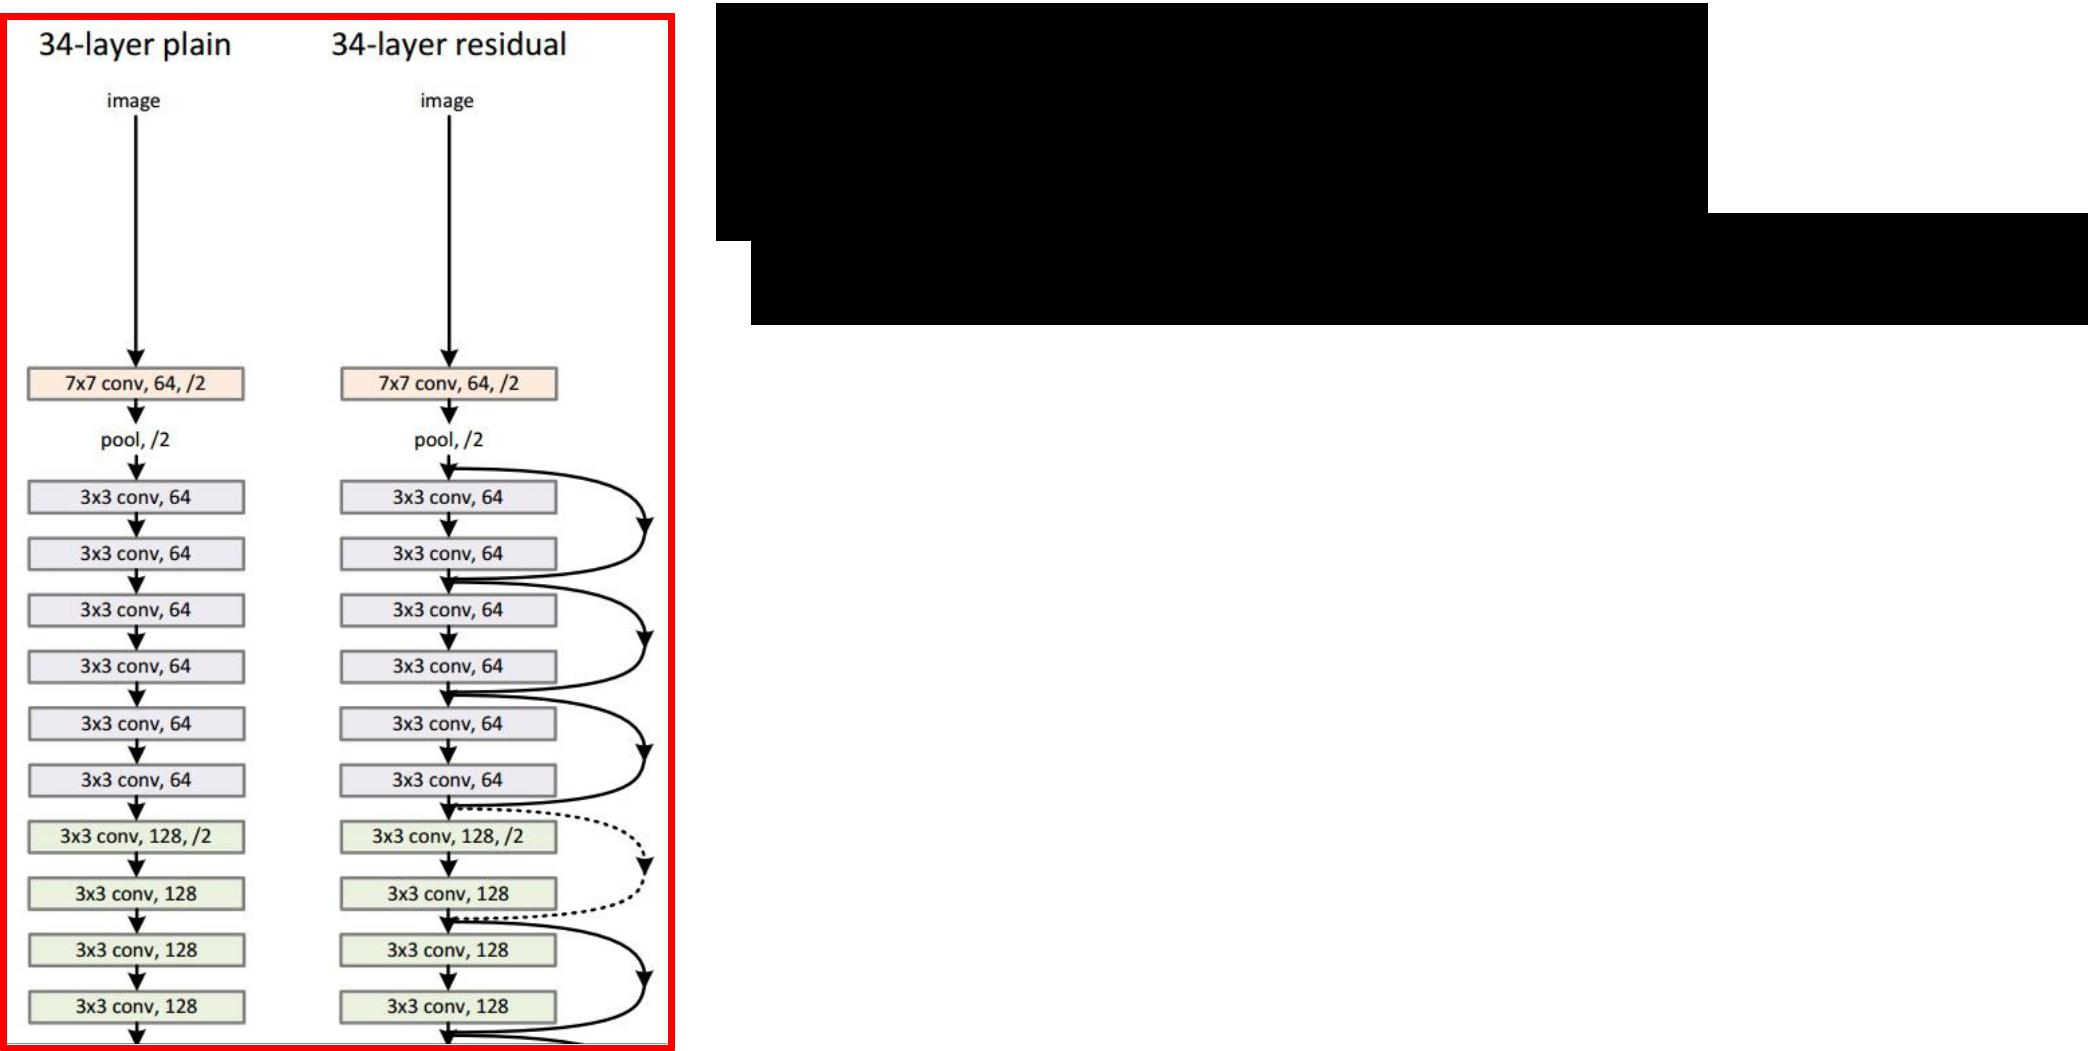 34-layer plain
image
7x7 conv, 64, /2
pool, /2
3x3 conv, 64
3x3 conv, 64
3x3 conv, 64
3x3 conv, 64
3x3 conv, 64
3x3 conv, 64
3x3 conv, 128, /2
3x3 conv, 128
3x3 conv, 128
3x3 conv, 128
34-layer residual
image
7x7 conv, 64, /2
pool, /2
3x3 conv, 64
3x3 conv, 64
3x3 conv, 64
3x3 conv, 64
3x3 conv, 64
3x3 conv, 64
3x3 conv, 128, /2
3x3 conv, 128
3x3 conv, 128
3x3 conv, 128